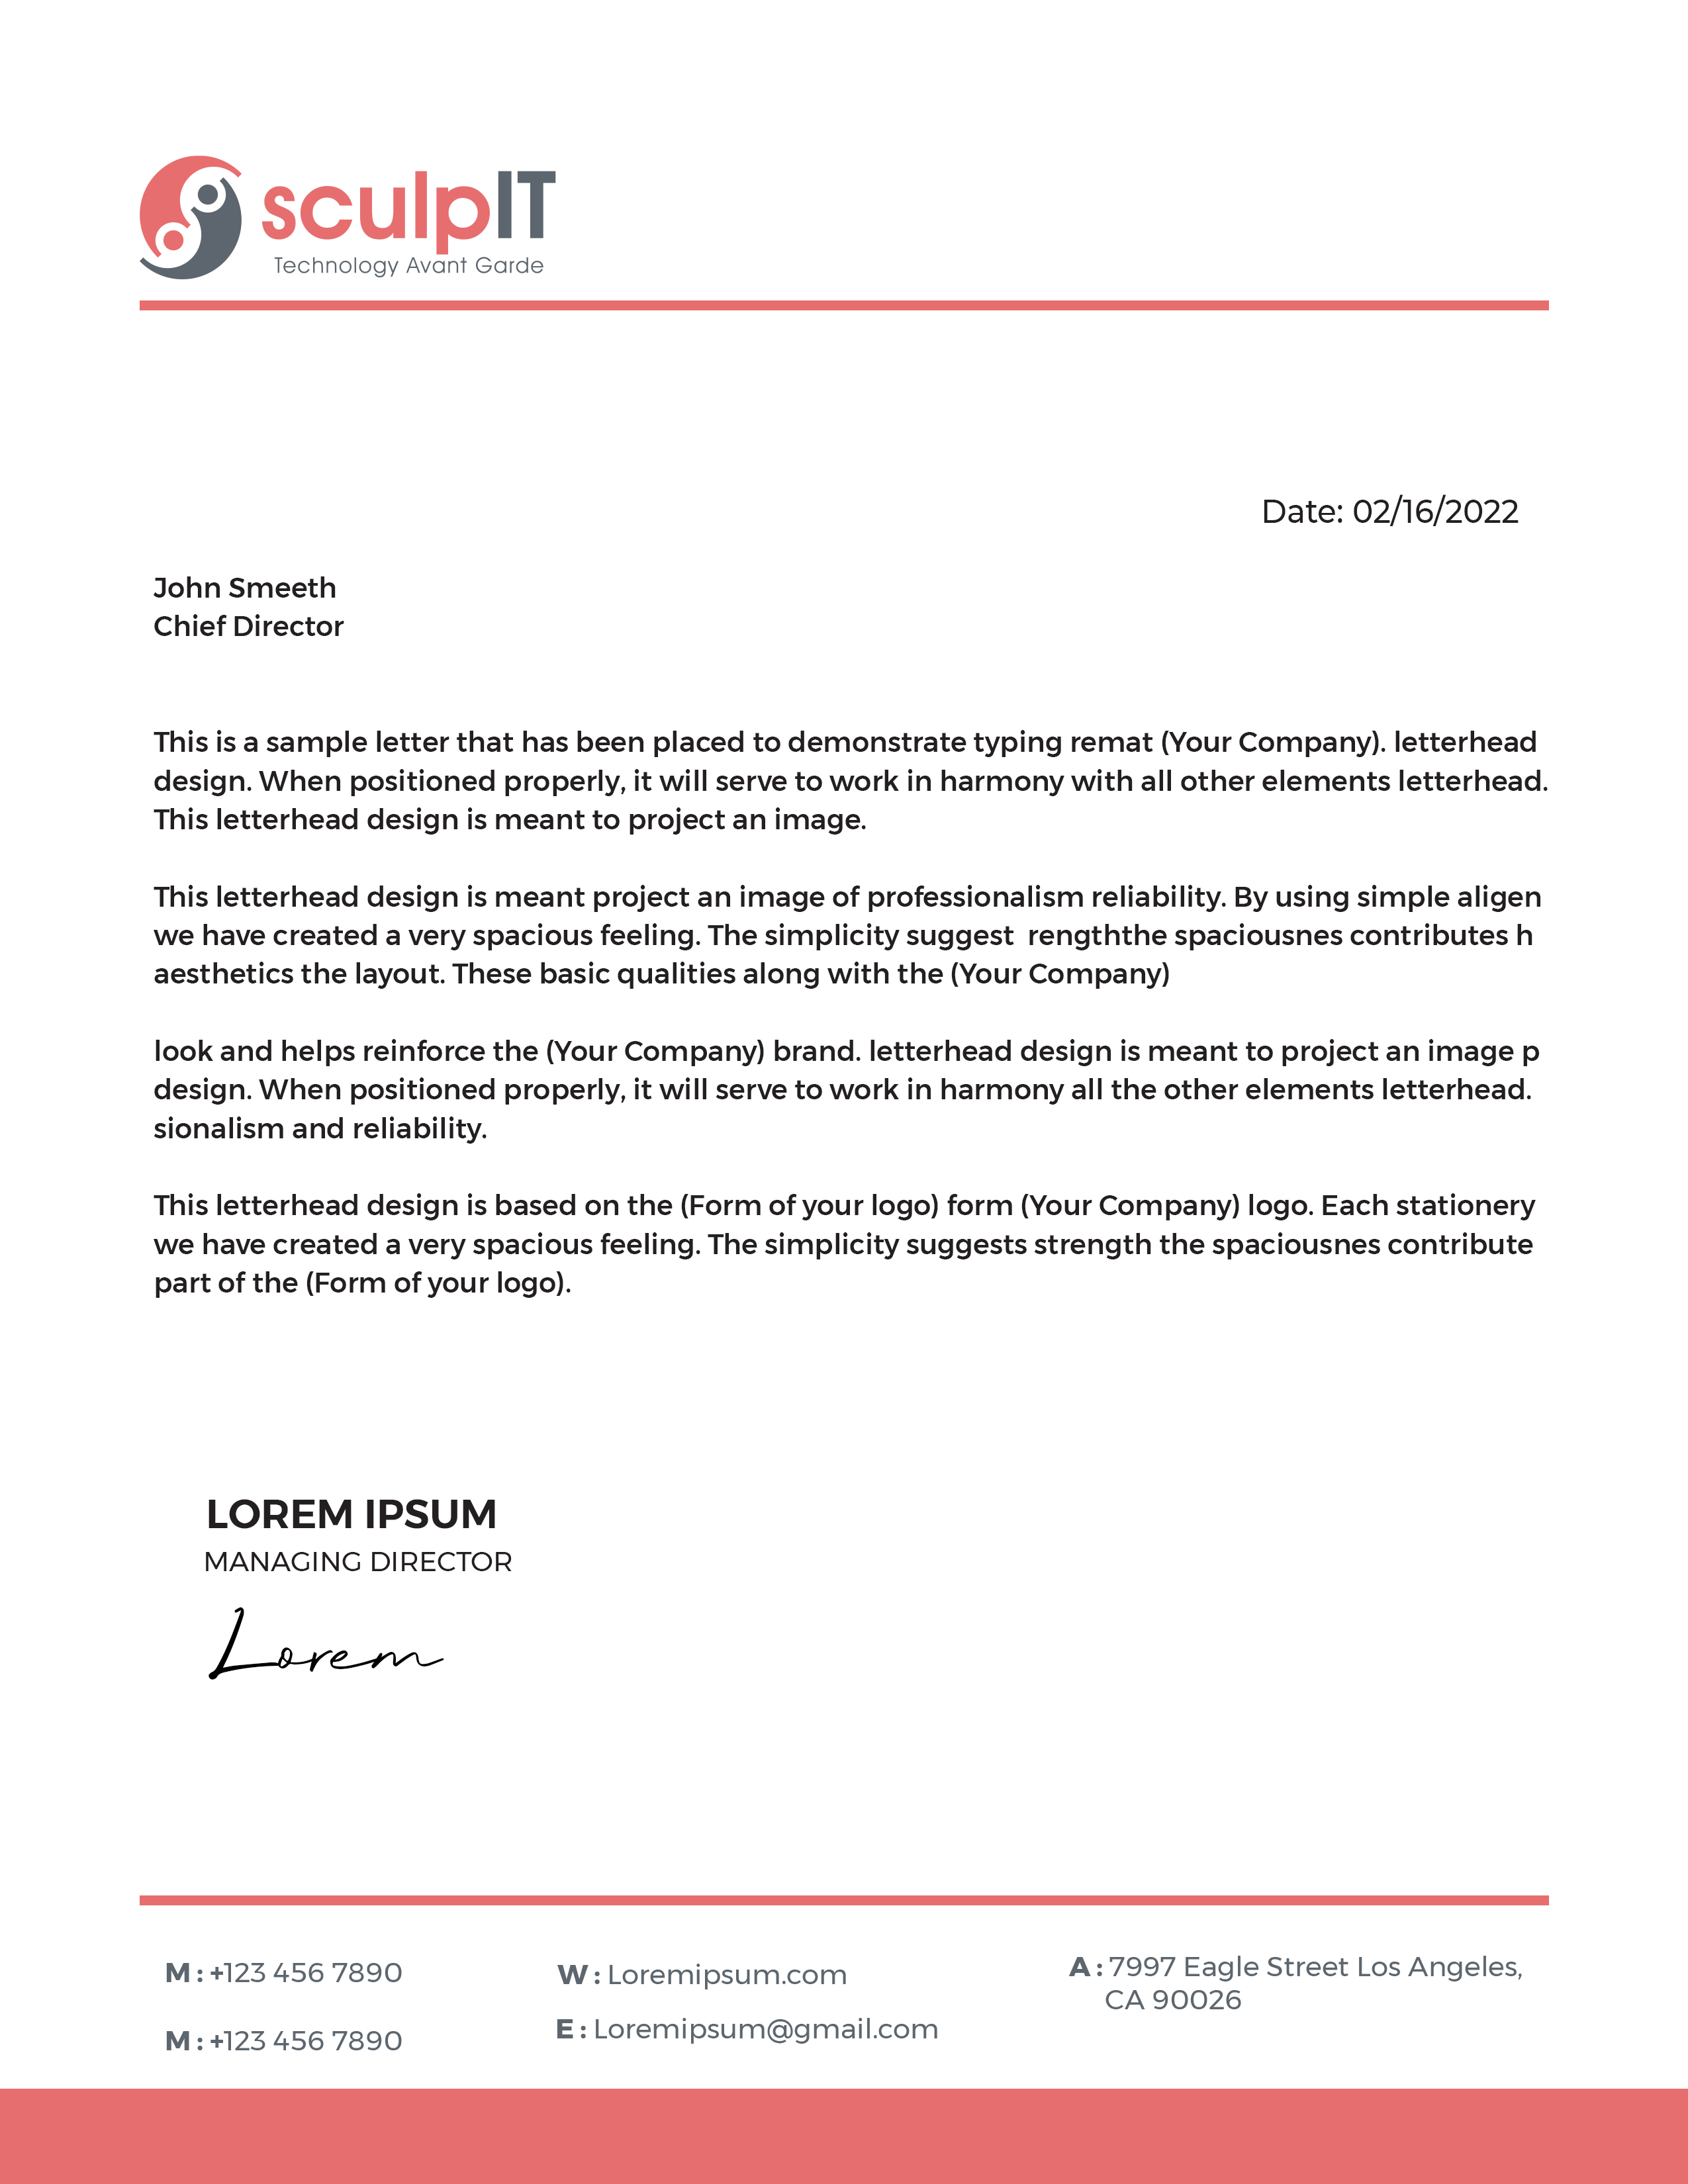 sculpIT
Technology Avant Garde
Date: 02/16/2022
John Smeeth
Chief Director
This is a sample letter that has been placed to demonstrate typing remat (Your Company). letterhead
design. When positioned properly, it will serve to work in harmony with all other elements letterhead.
This letterhead design is meant to project an image.
This letterhead design is meant project an image of professionalism reliability. By using simple aligen
we have created a very spacious feeling. The simplicity suggest  rengththe spaciousnes contributes h
aesthetics the layout. These basic qualities along with the (Your Company)
look and helps reinforce the (Your Company) brand. letterhead design is meant to project an image p
design. When positioned properly, it will serve to work in harmony all the other elements letterhead.
sionalism and reliability.
This letterhead design is based on the (Form of your logo) form (Your Company) logo. Each stationery
we have created a very spacious feeling. The simplicity suggests strength the spaciousnes contribute
part of the (Form of your logo).
LOREM IPSUM
MANAGING DIRECTOR
Lorem
M : +123 456 7890
M : +123 456 7890
W : Loremipsum.com
E : Loremipsum@gmail.com
A : 7997 Eagle Street Los Angeles,
CA 90026